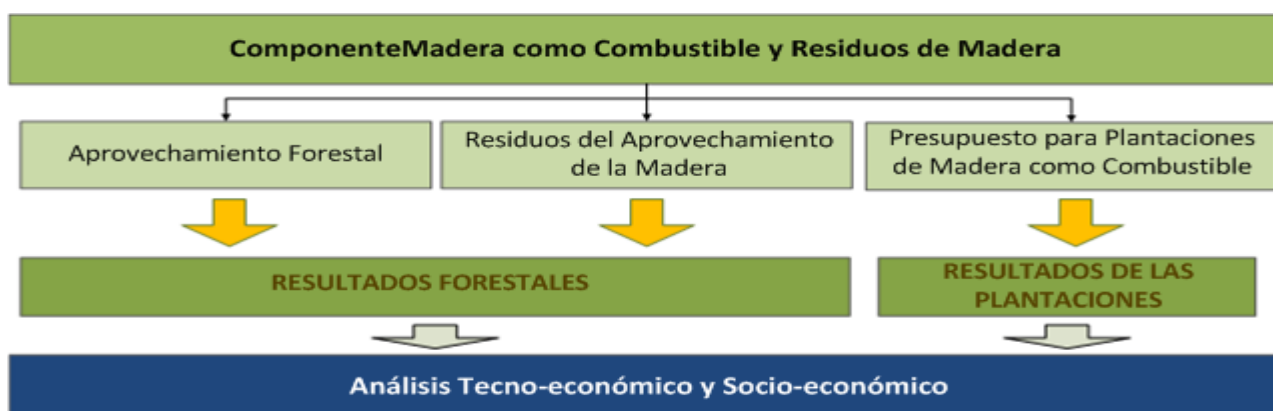 ComponenteMadera como Combustible y Residuos de Madera
Aprovechamiento Forestal
Residuos del Aprovechamiento
de la Madera
Presupuesto para Plantaciones
de Madera como Combustible
RESULTADOS FORESTALES
RESULTADOS DE LAS
PLANTACIONES
Análisis Tecno-económico y Socio-económico